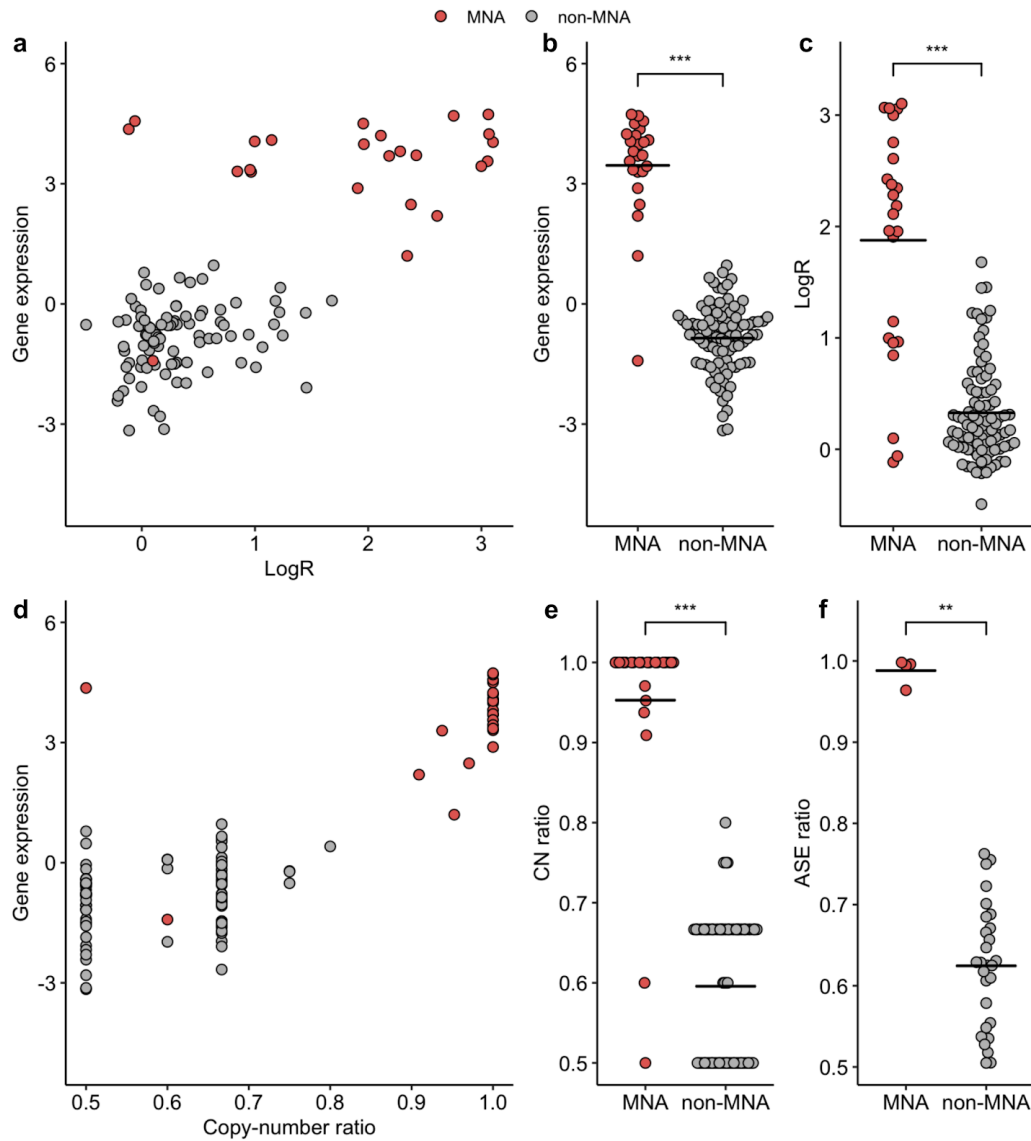 MNA non-MNA
a
6
3
-0
-3
Gene expression
0 1 2 3
LogR
b
***
6
3
-0
-3
Gene expression
MNA non-MNA
c
***
3
2
1
0
LogR
MNA non-MNA
d
6
3
-0
-3
Gene expression
0.5 0.6 0.7 0.8 0.9 1.0
Copy-number ratio
e
***
1.0
0.9
0.8
0.7
0.6
0.5
CN ratio
MNA non-MNA
f
**
1.0
0.9
0.8
0.7
0.6
0.5
ASE ratio
MNA non-MNA